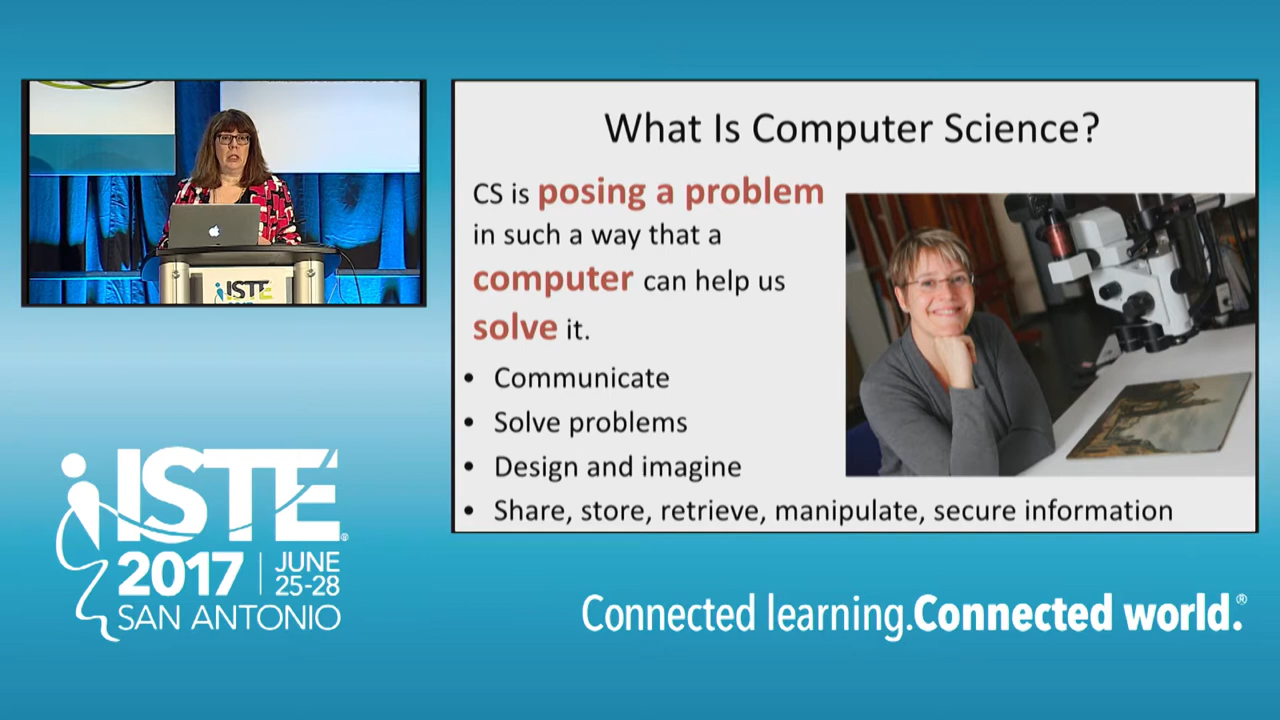 ISTE
What Is Computer Science?
CS is posing a problem
in such a way that a
computer can help us
solve it.
• Communicate
• Solve problems
• Design and imagine
• Share, store, retrieve, manipulate, secure information
ISTE®
2017 | JUNE
25-28
SAN ANTONIO
Connected learning.Connected world.®